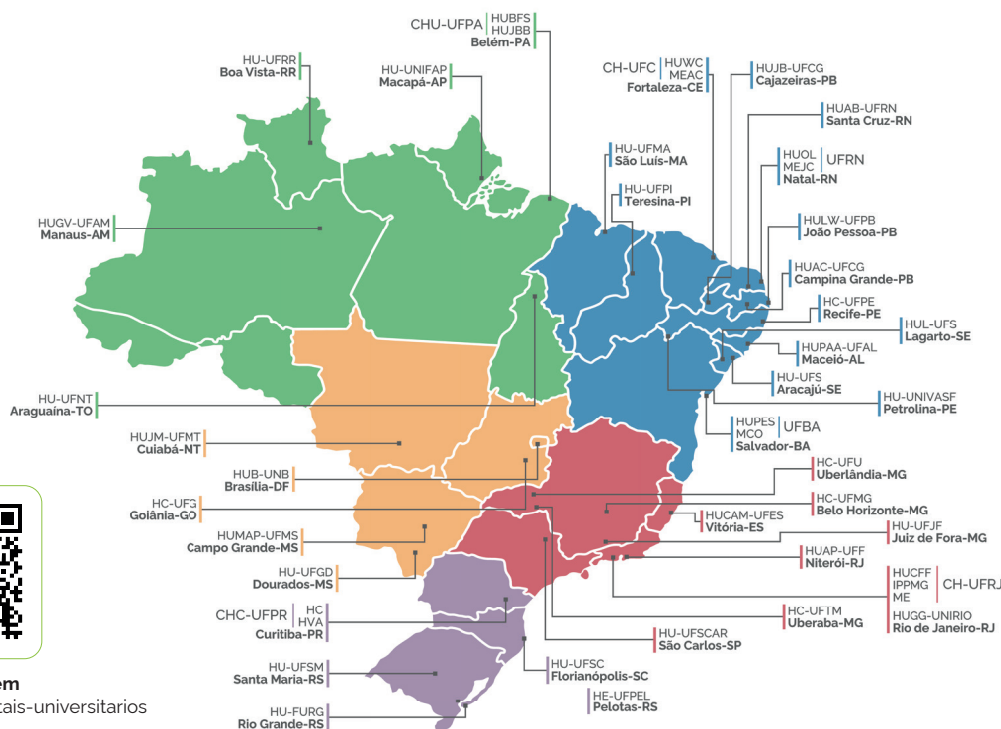 CHU-UFPA
HUBFS
HUJBB
Belém-PA
HU-UFRR
Boa Vista-RR
HU-UNIFAP
Macapá-AP
CH-UFC
HUWC
MEAC
Fortaleza-CE
HUJB-UFCG
Cajazeiras-PB
HUAB-UFRN
Santa Cruz-RN
HU-UFMA
São Luís-MA
HUOL
MEJC
UFRN
Natal-RN
HU-UFPI
Teresina-PI
HUGV-UFAM
Manaus-AM
HULW-UFPB
João Pessoa-PB
HUAC-UFCG
Campina Grande-PB
HC-UFPE
Recife-PE
HUL-UFS
Lagarto-SE
HUPAA-UFAL
Maceió-AL
HU-UFS
Aracajú-SE
HU-UNIVASF
Petrolina-PE
HU-UFNT
Araguaína-TO
HUPES
MCO
UFBA
Salvador-BA
HUJM-UFMT
Cuiabá-NT
HUB-UNB
Brasília-DF
HC-UFU
Uberlândia-MG
HC-UFG
Goiânia-GO
HC-UFMG
Belo Horizonte-MG
HUCAM-UFES
Vitória-ES
HU-UFJF
Juiz de Fora-MG
HUMAP-UFMS
Campo Grande-MS
HUAP-UFF
Niterói-RJ
HU-UFGD
Dourados-MS
HUCFF
IPPMG
ME
CH-UFRJ
HUGG-UNIRIO
Rio de Janeiro-RJ
CHC-UFPR
HC
HVA
Curitiba-PR
HC-UFTM
Uberaba-MG
HU-UFSCAR
São Carlos-SP
HU-UFSM
Santa Maria-RS
HU-UFSC
Florianópolis-SC
HE-UFPEL
Pelotas-RS
HU-FURG
Rio Grande-RS
em
tais-universitarios